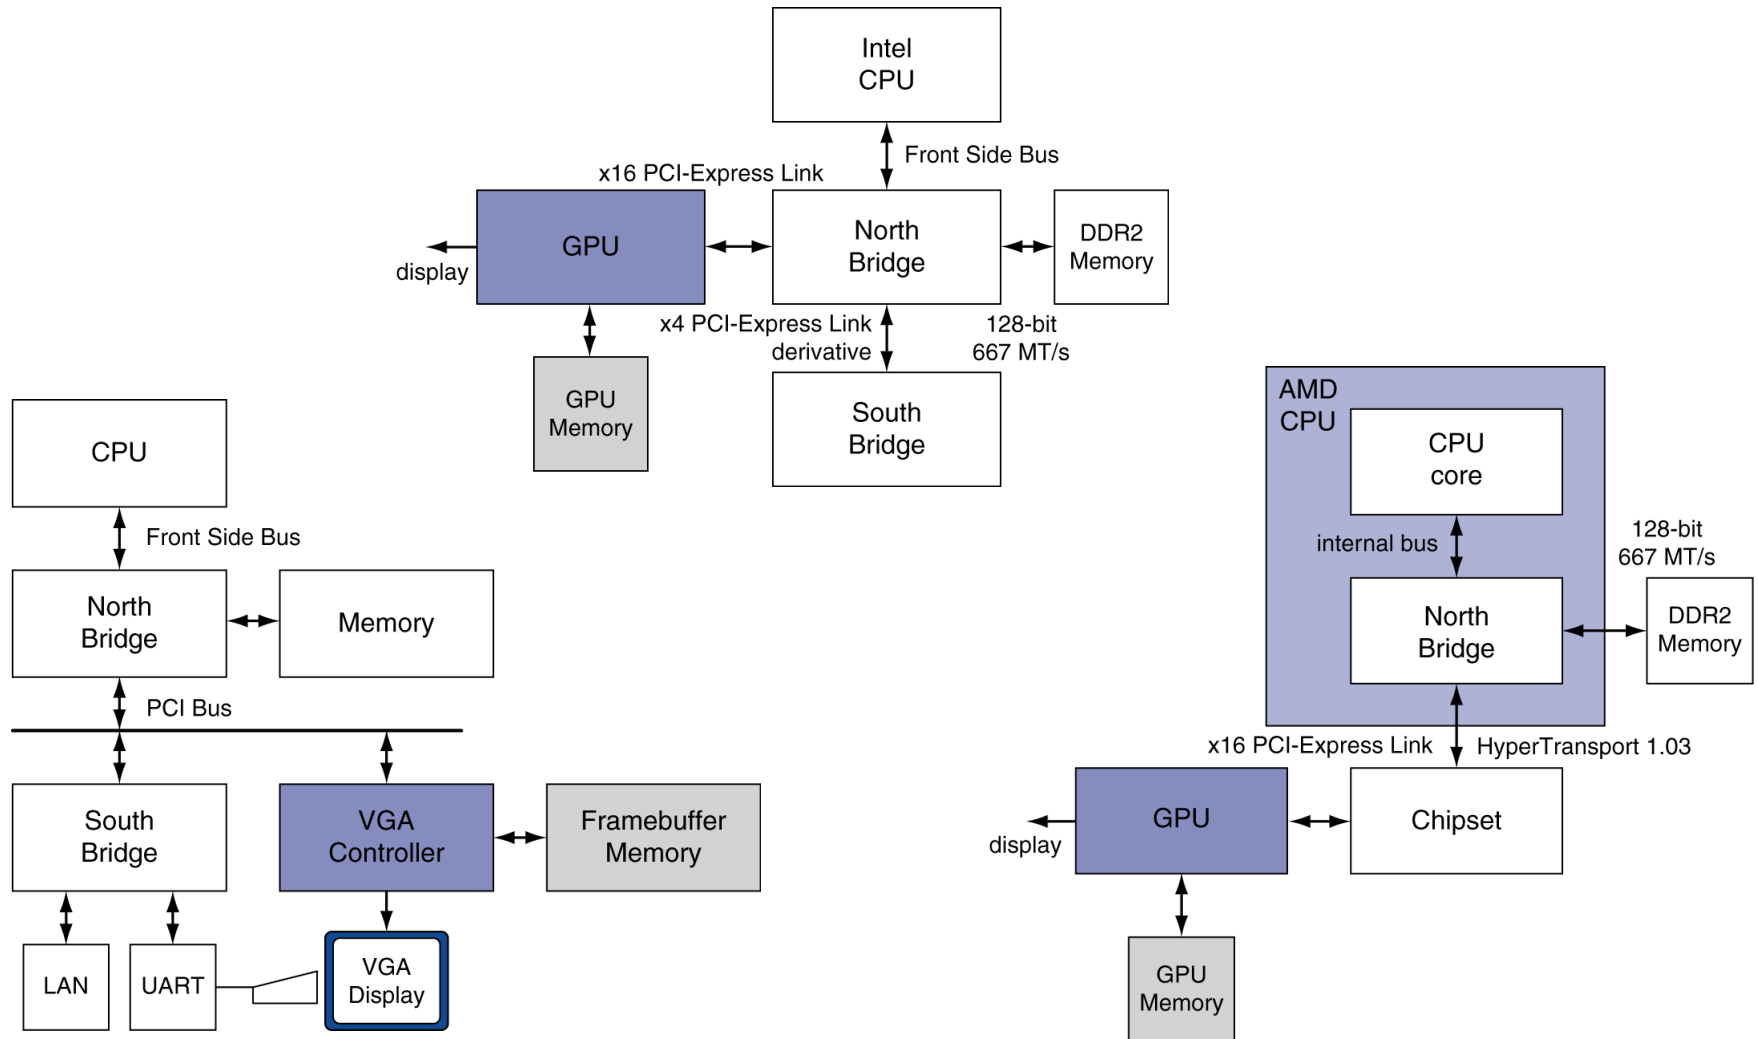 Intel
CPU
Front Side Bus
x16 PCI-Express Link
GPU
North
Bridge
DDR2
Memory
display
x4 PCI-Express Link
derivative
128-bit
667 MT/s
GPU
Memory
South
Bridge
CPU
Front Side Bus
North
Bridge
Memory
PCI Bus
South
Bridge
VGA
Controller
Framebuffer
Memory
LAN
UART
VGA
Display
AMD
CPU
CPU
core
internal bus
128-bit
667 MT/s
North
Bridge
DDR2
Memory
x16 PCI-Express Link
HyperTransport 1.03
GPU
Chipset
display
GPU
Memory